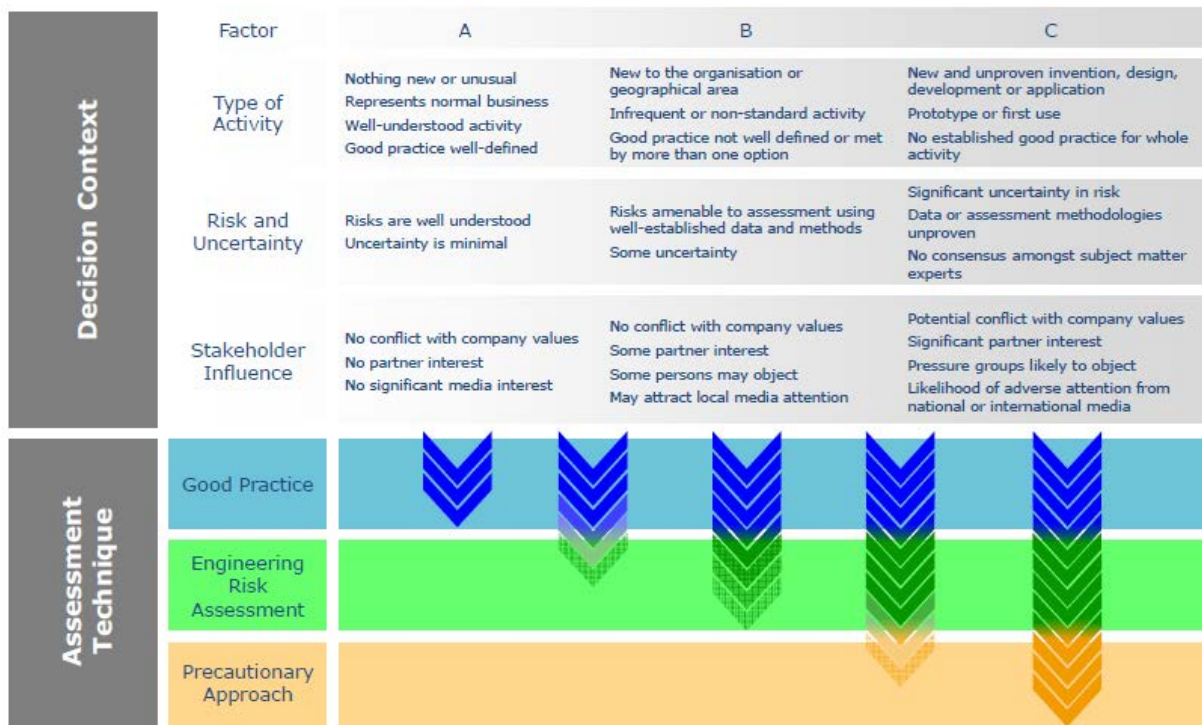 Decision Context
Factor
A
B
C
Type of
Activity
Nothing new or unusual
Represents normal business
Well-understood activity
Good practice well-defined
New to the organisation or
geographical area
Infrequent or non-standard activity
Good practice not well defined or met
by more than one option
New and unproven invention, design,
development or application
Prototype or first use
No established good practice for whole
activity
Risk and
Uncertainty
Risks are well understood
Uncertainty is minimal
Risks amenable to assessment using
well-established data and methods
Some uncertainty
Significant uncertainty in risk
Data or assessment methodologies
unproven
No consensus amongst subject matter
experts
Stakeholder
Influence
No conflict with company values
No partner interest
No significant media interest
No conflict with company values
Some partner interest
Some persons may object
May attract local media attention
Potential conflict with company values
Significant partner interest
Pressure groups likely to object
Likelihood of adverse attention from
national or international media
Assessment
Technique
Good Practice
Engineering
Risk
Assessment
Precautionary
Approach